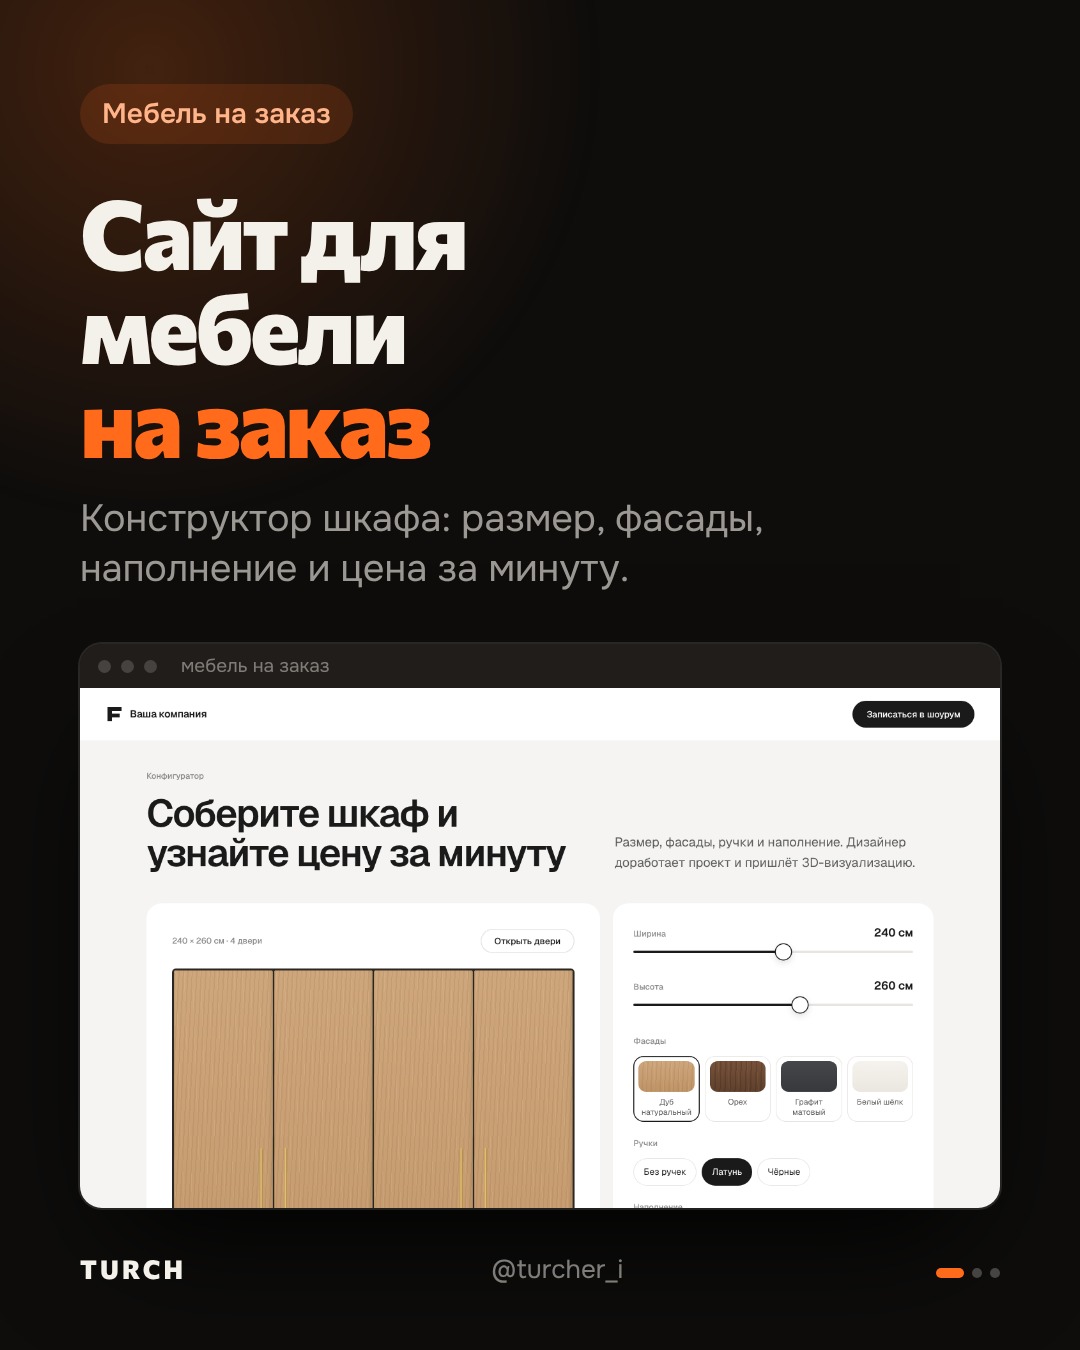 Мебель на заказ
Сайт для
мебели
на заказ
Конструктор шкафа: размер, фасады,
наполнение и цена за минуту.
мебель на заказ
Ваша компания
Записаться в шоурум
Конфигуратор
Соберите шкаф и
узнайте цену за минуту
Размер, фасады, ручки и наполнение. Дизайнер
доработает проект и пришлёт 3D-визуализацию.
240 × 260 см · 4 двери
Открыть двери
Ширина
240 см
Высота
260 см
Фасады
Дуб
натуральный
Орех
Графит
матовый
Белый шёлк
Ручки
Без ручек
Латунь
Чёрные
Наполнение
TURCH
@turcher_i